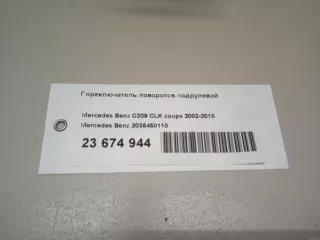 Переключатель поворотов подрулевой
Mercedes Benz C209 CLK coupe 2002-2010
Mercedes Benz 2035450110
23 674 944